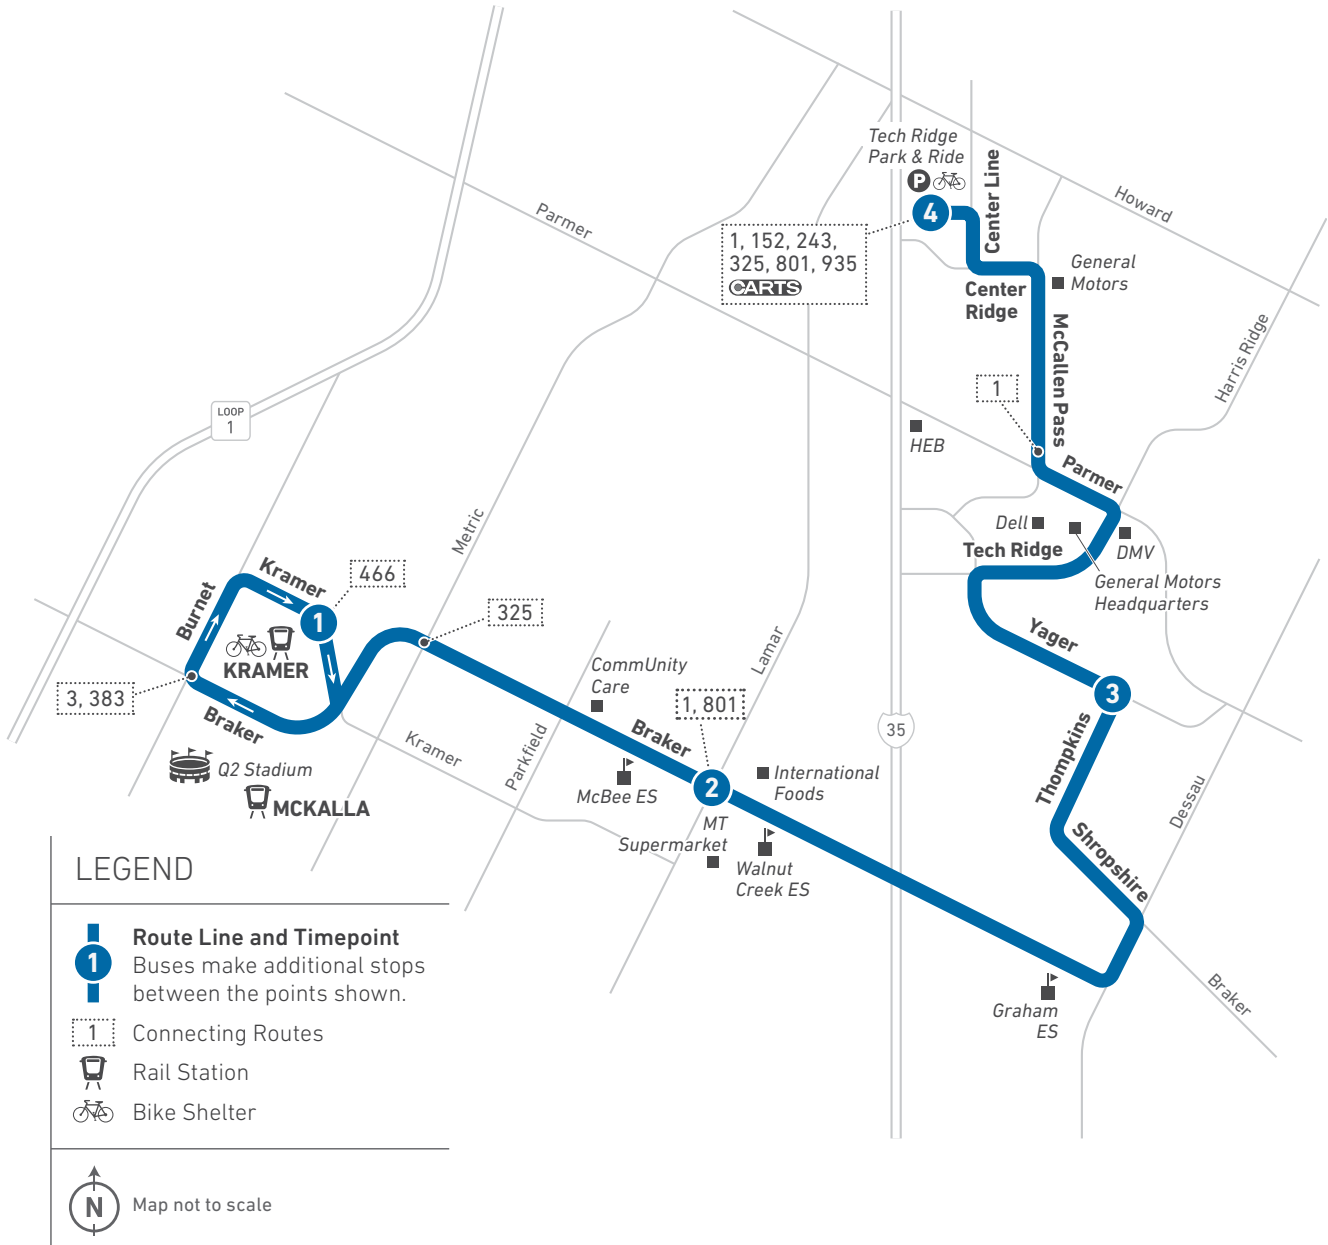 Tech Ridge
Park & Ride
P
4
Center Line
Howard
Parmer
1, 152, 243,
325, 801, 935
CARTS
General
Motors
Center
Ridge
McCallen Pass
Harris Ridge
1
LOOP
1
HEB
Parmer
Metric
Dell
DMV
Tech Ridge
General Motors
Headquarters
Kramer
466
Burnet
1
325
KRAMER
Yager
Lamar
CommUnity
Care
3, 383
1, 801
3
Braker
Braker
35
Kramer
Parkfield
Thompkins
Q2 Stadium
McBee ES
2
International
Foods
MCKALLA
MT
Supermarket
Dessau
Shropshire
Walnut
Creek ES
Graham
ES
Braker
LEGEND
1
Route Line and Timepoint
Buses make additional stops
between the points shown.
1
Connecting Routes
Rail Station
Bike Shelter
N
Map not to scale